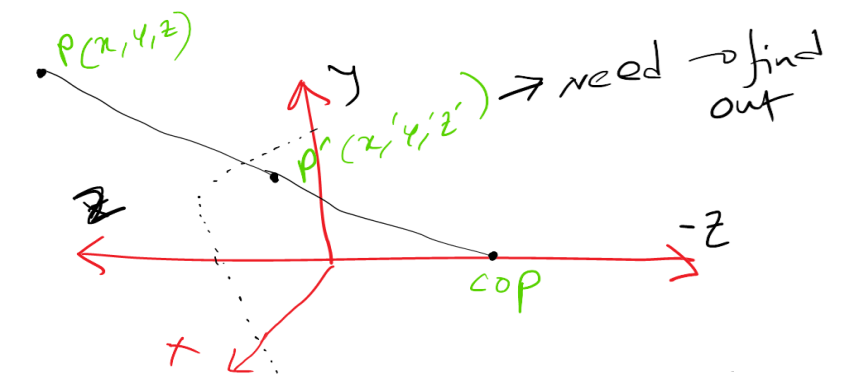 P(x, y, z)
y
P'(x,' y,' z') → need to find
out
z
-z
cop
x